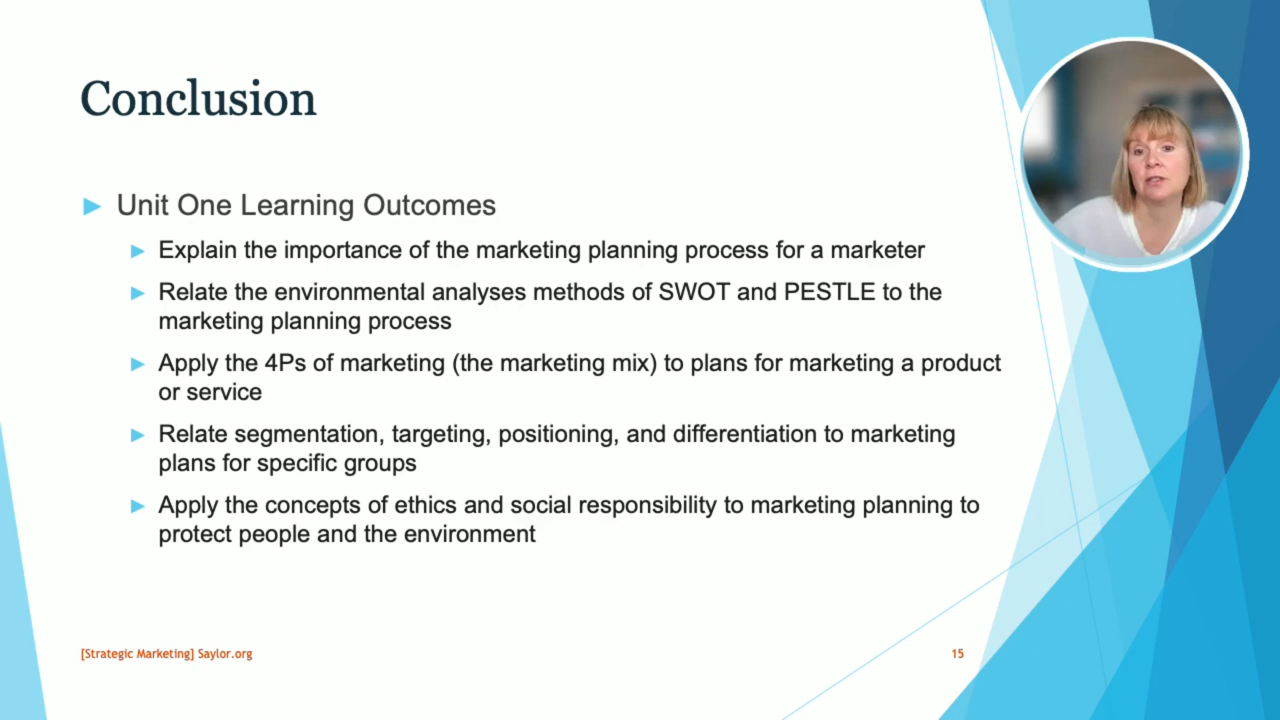 Conclusion
Unit One Learning Outcomes
Explain the importance of the marketing planning process for a marketer
Relate the environmental analyses methods of SWOT and PESTLE to the
marketing planning process
Apply the 4Ps of marketing (the marketing mix) to plans for marketing a product
or service
Relate segmentation, targeting, positioning, and differentiation to marketing
plans for specific groups
Apply the concepts of ethics and social responsibility to marketing planning to
protect people and the environment
[Strategic Marketing] Saylor.org
15